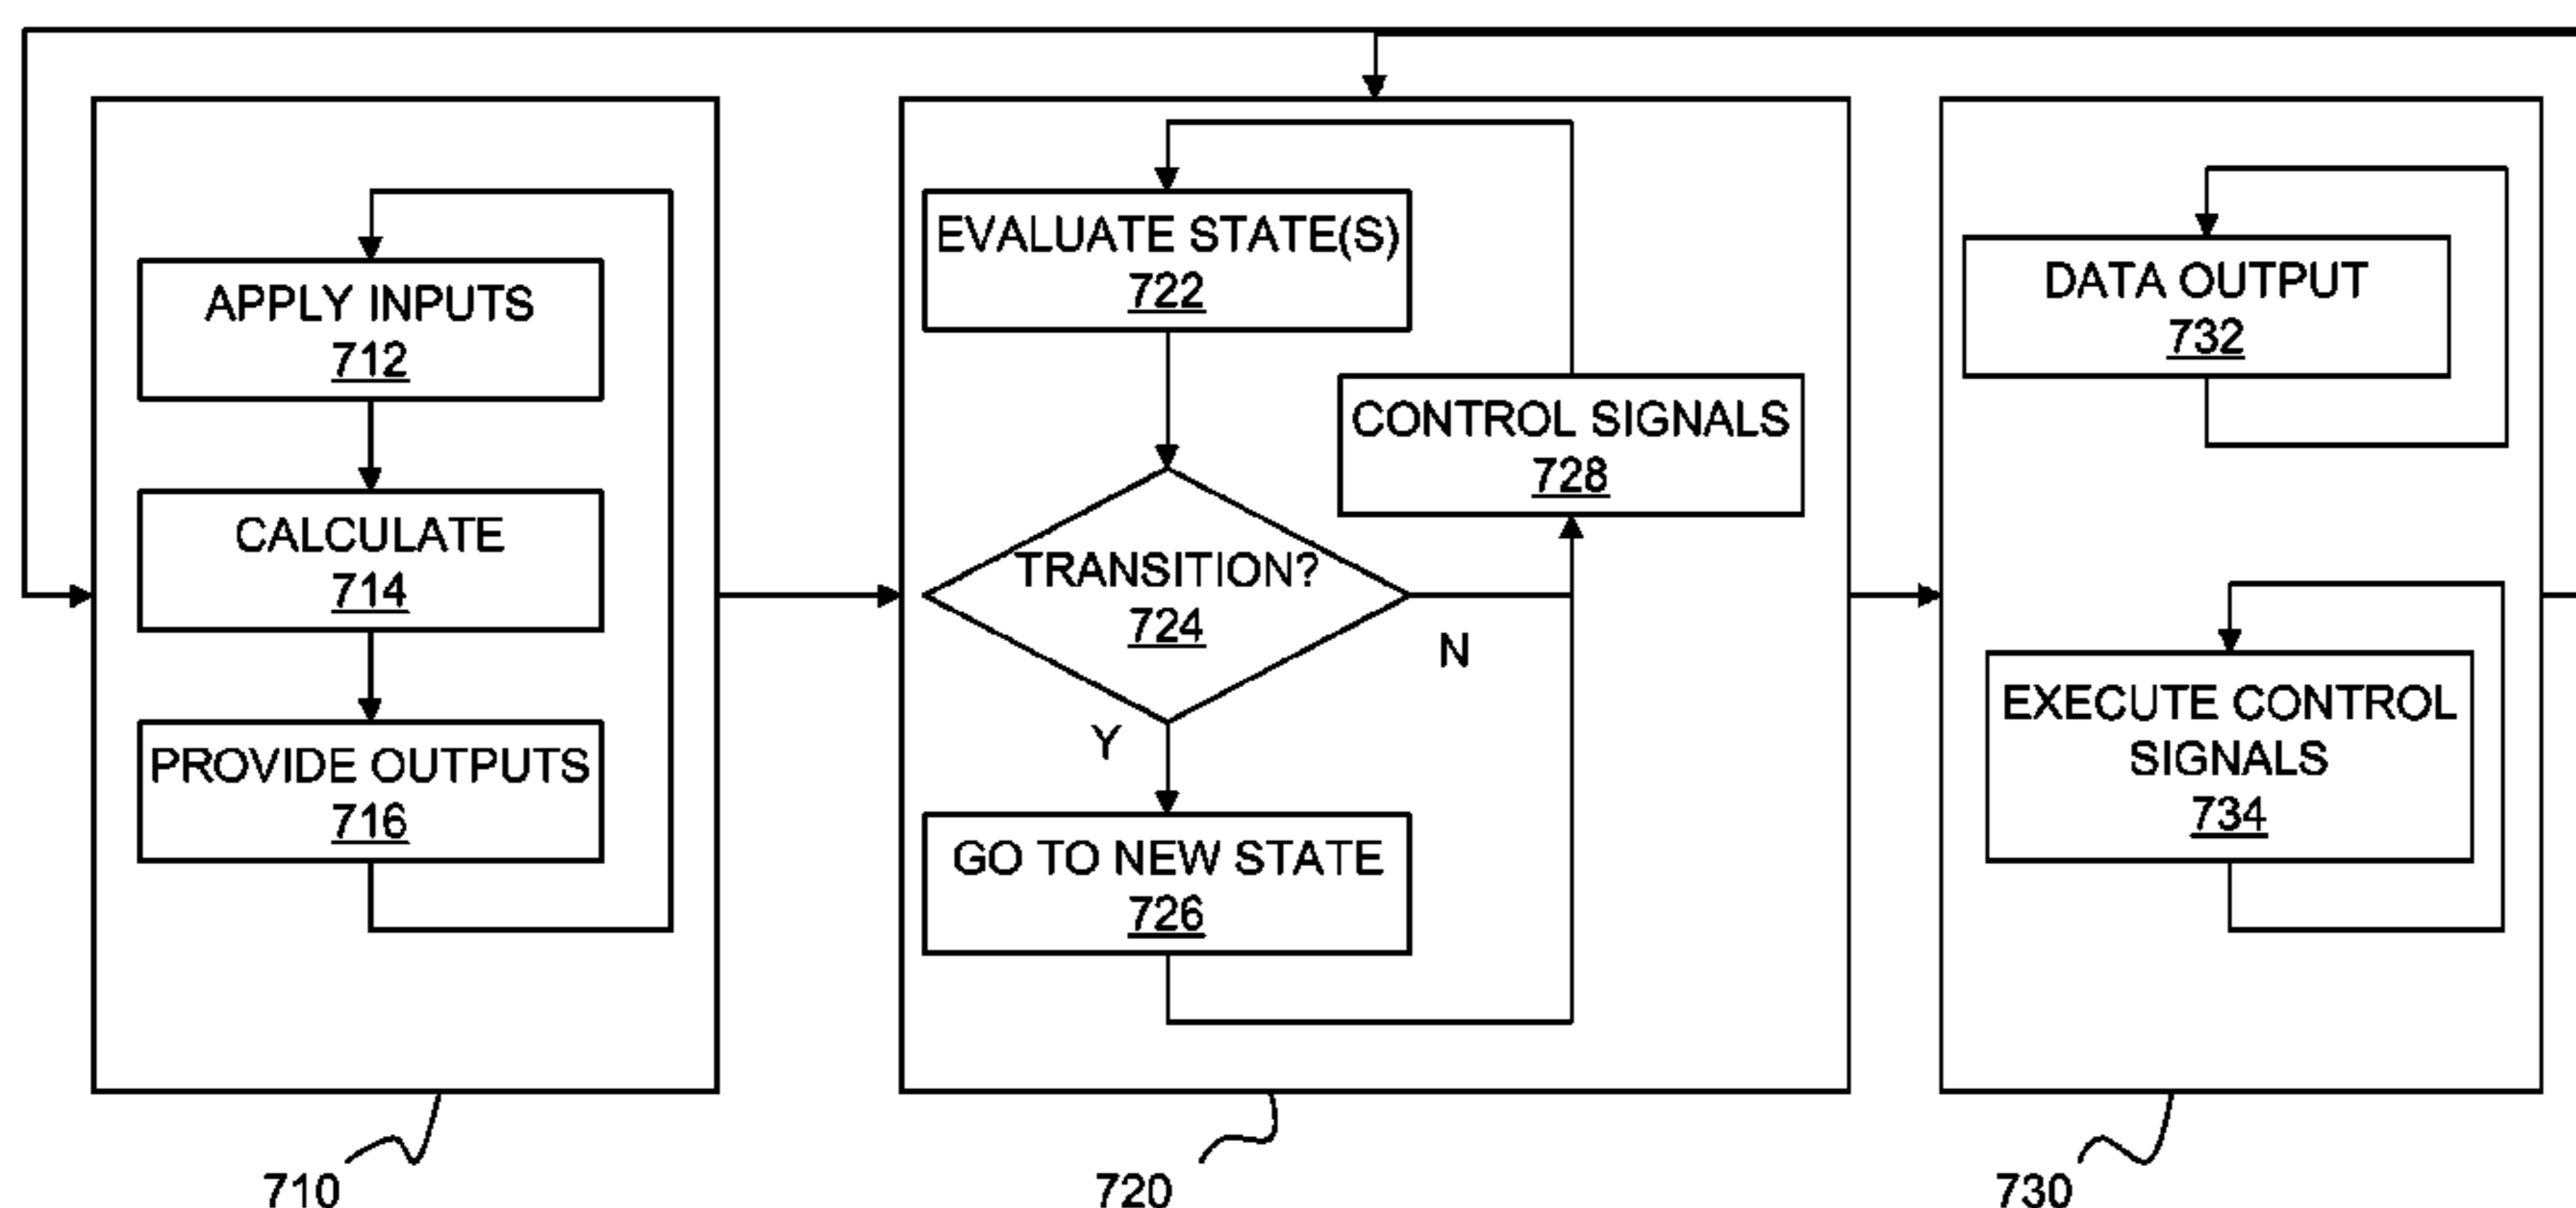 APPLY INPUTS
712
CALCULATE
714
PROVIDE OUTPUTS
716
710
EVALUATE STATE(S)
722
CONTROL SIGNALS
728
TRANSITION?
724
N
Y
GO TO NEW STATE
726
720
DATA OUTPUT
732
EXECUTE CONTROL
SIGNALS
734
730